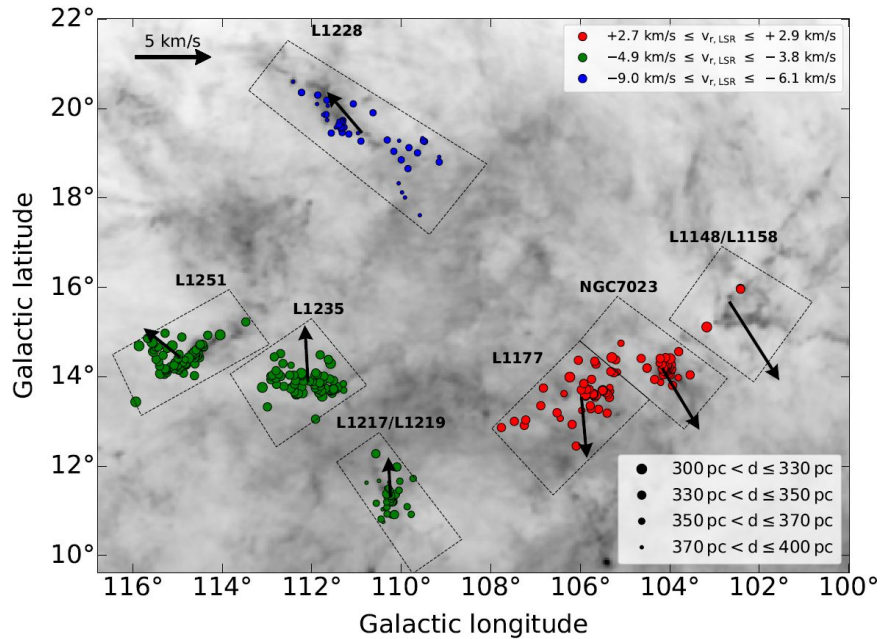 22°
20°
18°
16°
14°
12°
10°
Galactic latitude
5 km/s
L1228
+2.7 km/s ≤ v_{r, LSR} ≤ +2.9 km/s
−4.9 km/s ≤ v_{r, LSR} ≤ −3.8 km/s
−9.0 km/s ≤ v_{r, LSR} ≤ −6.1 km/s
L1148/L1158
L1251
NGC7023
L1235
L1177
L1217/L1219
300 pc < d ≤ 330 pc
330 pc < d ≤ 350 pc
350 pc < d ≤ 370 pc
370 pc < d ≤ 400 pc
116° 114° 112° 110° 108° 106° 104° 102° 100°
Galactic longitude